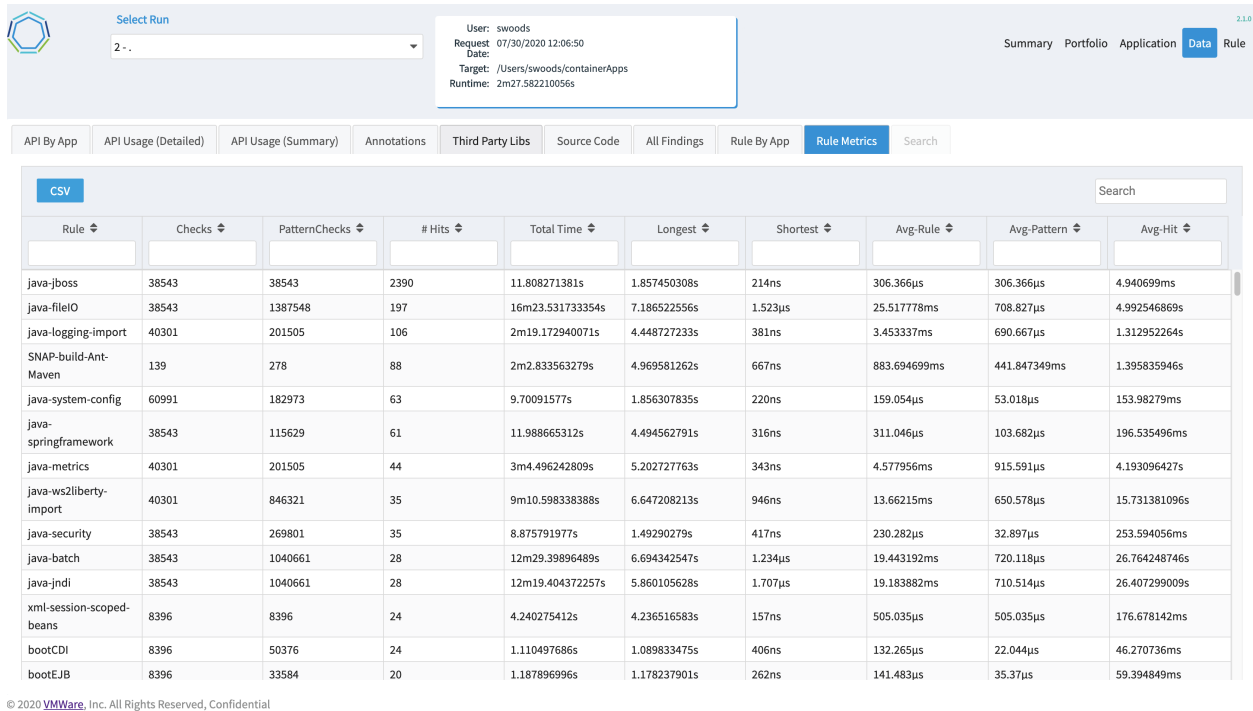 Select Run
2 - .
User: swoods
Request Date: 07/30/2020 12:06:50
Target: /Users/swoods/containerApps
Runtime: 2m27.582210056s
2.1.0
Summary Portfolio Application Data Rule
API By App API Usage (Detailed) API Usage (Summary) Annotations Third Party Libs Source Code All Findings Rule By App Rule Metrics Search
CSV
Search
Rule Checks PatternChecks # Hits Total Time Longest Shortest Avg-Rule Avg-Pattern Avg-Hit
java-jboss 38543 38543 2390 11.808271381s 1.857450308s 214ns 306.366µs 306.366µs 4.940699ms
java-fileIO 38543 1387548 197 16m23.531733354s 7.186522556s 1.523µs 25.517778ms 708.827µs 4.992546869s
java-logging-import 40301 201505 106 2m19.172940071s 4.448727233s 381ns 3.453337ms 690.667µs 1.312952264s
SNAP-build-Ant-
Maven 139 278 88 2m2.833563279s 4.969581262s 667ns 883.694699ms 441.847349ms 1.395835946s
java-system-config 60991 182973 63 9.70091577s 1.856307835s 220ns 159.054µs 53.018µs 153.98279ms
java-
springframework 38543 115629 61 11.988665312s 4.494562791s 316ns 311.046µs 103.682µs 196.535496ms
java-metrics 40301 201505 44 3m4.496242809s 5.202727763s 343ns 4.577956ms 915.591µs 4.193096427s
java-ws2liberty-
import 40301 846321 35 9m10.598338388s 6.647208213s 946ns 13.66215ms 650.578µs 15.731381096s
java-security 38543 269801 35 8.875791977s 1.49290279s 417ns 230.282µs 32.897µs 253.594056ms
java-batch 38543 1040661 28 12m29.39896489s 6.694342547s 1.234µs 19.443192ms 720.118µs 26.764248746s
java-jndi 38543 1040661 28 12m19.404372257s 5.860105628s 1.707µs 19.183882ms 710.514µs 26.407299009s
xml-session-scoped-
beans 8396 8396 24 4.240275412s 4.236516583s 157ns 505.035µs 505.035µs 176.678142ms
bootCDI 8396 50376 24 1.110497686s 1.089833475s 406ns 132.265µs 22.044µs 46.270736ms
bootEJB 8396 33584 20 1.187896996s 1.178237901s 262ns 141.483µs 35.37µs 59.394849ms
© 2020 VMWare, Inc. All Rights Reserved, Confidential